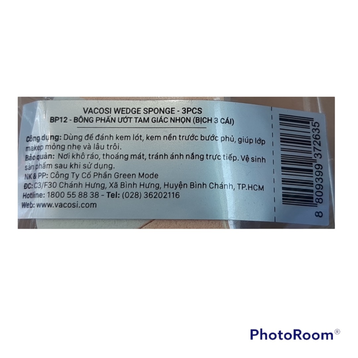 VACOSI WEDGE SPONGE - 3PCS
BP12 - BÔNG PHẤN ƯỚT TAM GIÁC NHỌN (BỊCH 3 CÁI)
Công dụng: Dùng để đánh kem lót, kem nền trước bước phủ, giúp lớp
makep mỏng nhẹ và lâu trôi.
Bảo quản: Nơi khô ráo, thoáng mát, tránh ánh nắng trực tiếp. Vệ sinh
sản phẩm sau khi sử dụng.
NK & PP: Công Ty Cổ Phần Green Mode
ĐC: C3/F30 Chánh Hưng, Xã Bình Hưng, Huyện Bình Chánh, TP.HCM
Hotline: 1800 55 88 38 - Tel: (028) 36202116
Web: www.vacosi.com
8 809399 372635
PhotoRoom®